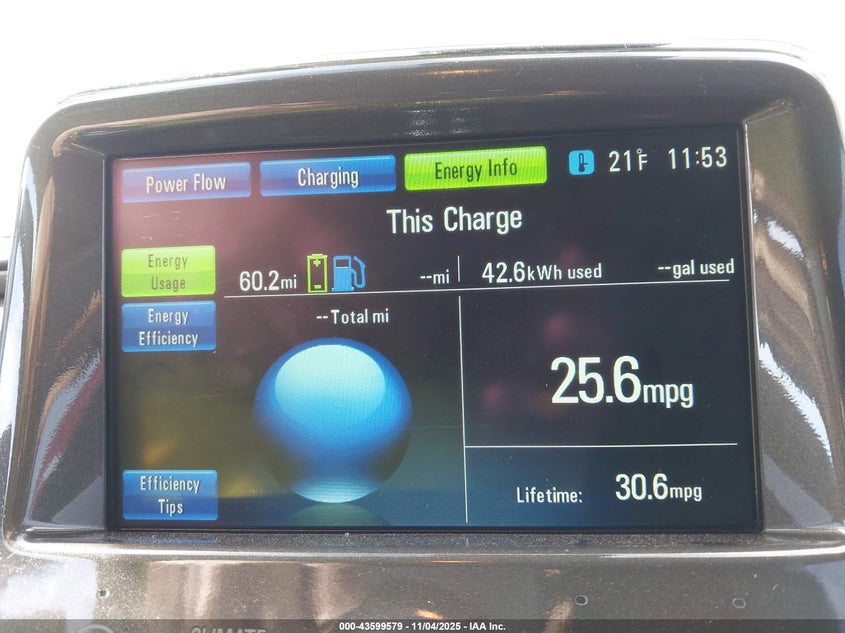 Power Flow
Charging
Energy Info
21°F
11:53
This Charge
Energy
Usage
60.2mi
--mi
42.6kWh used
--gal used
Energy
Efficiency
--Total mi
25.6mpg
Efficiency
Tips
Lifetime:
30.6mpg
CLIMATE
000-43599579 - 11/04/2025 - IAA Inc.